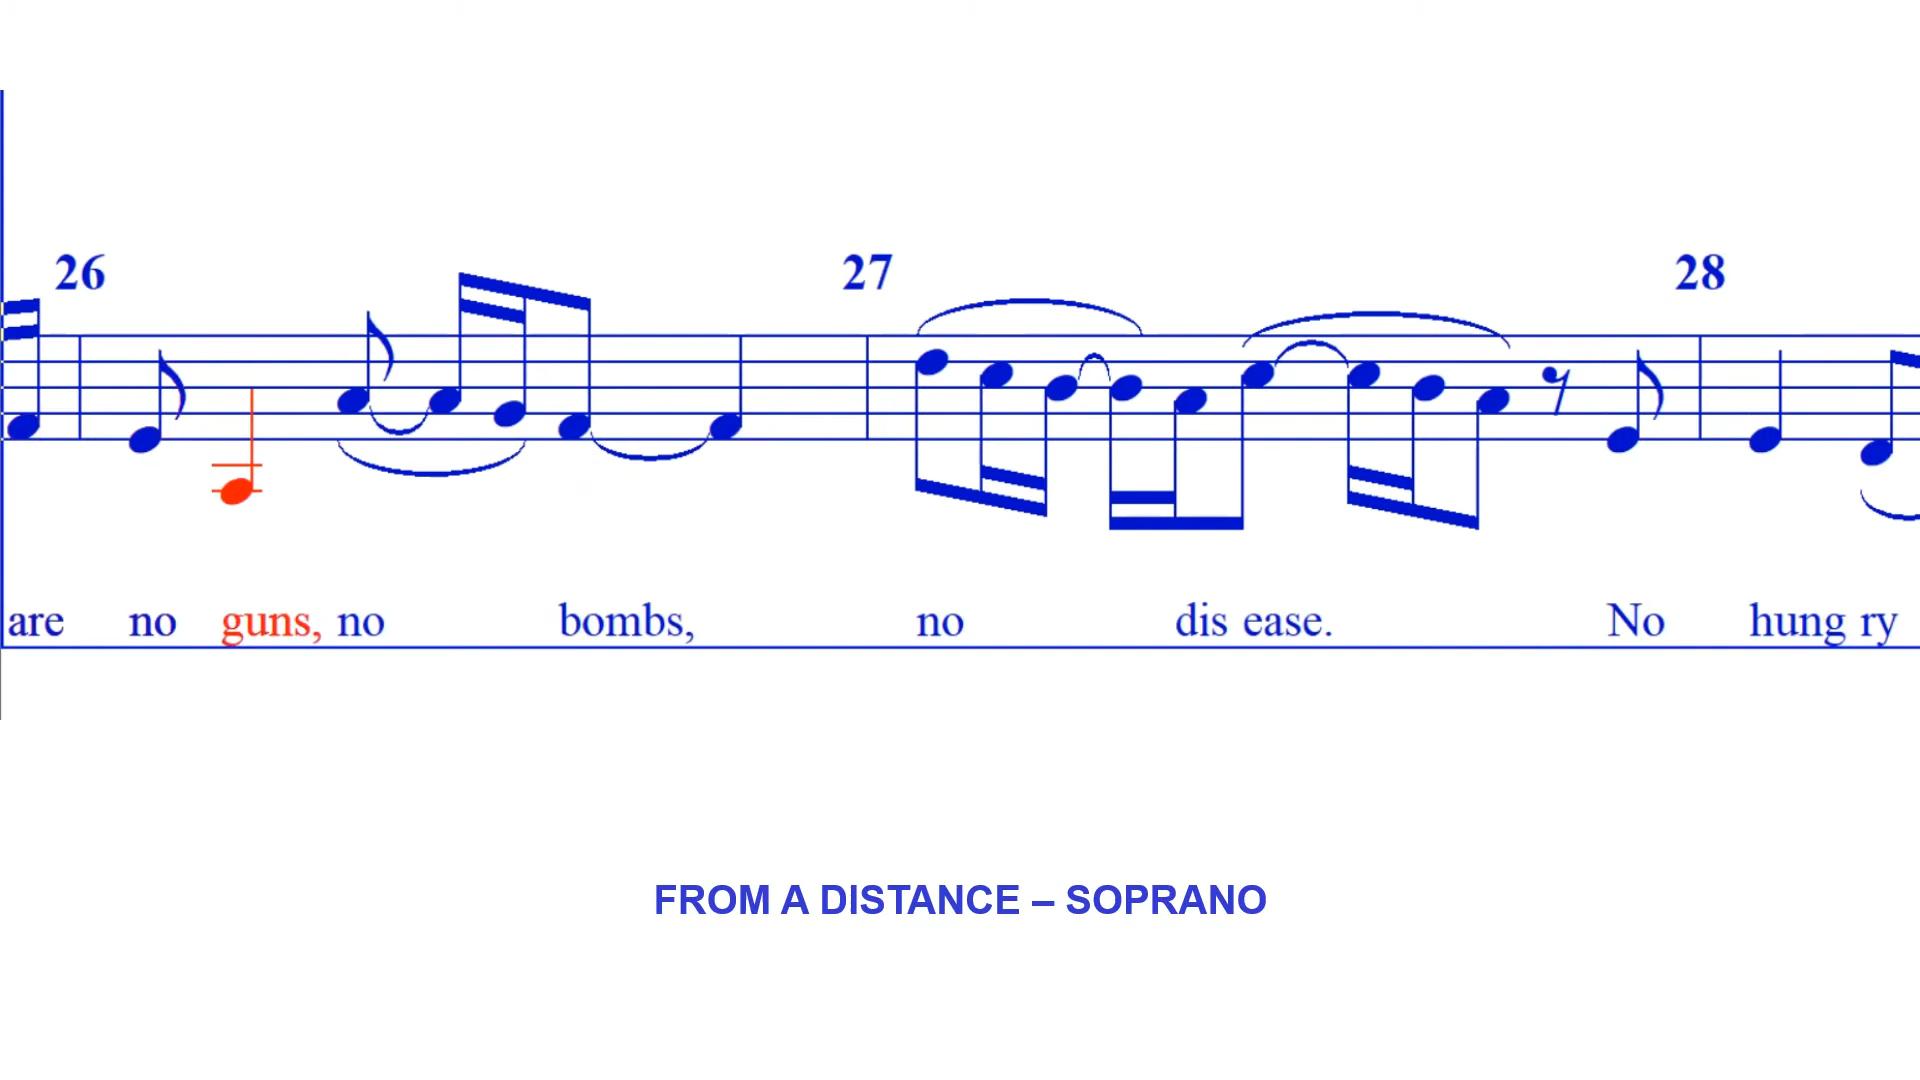 26 27 28
are no guns, no bombs, no dis ease. No hung ry
FROM A DISTANCE – SOPRANO